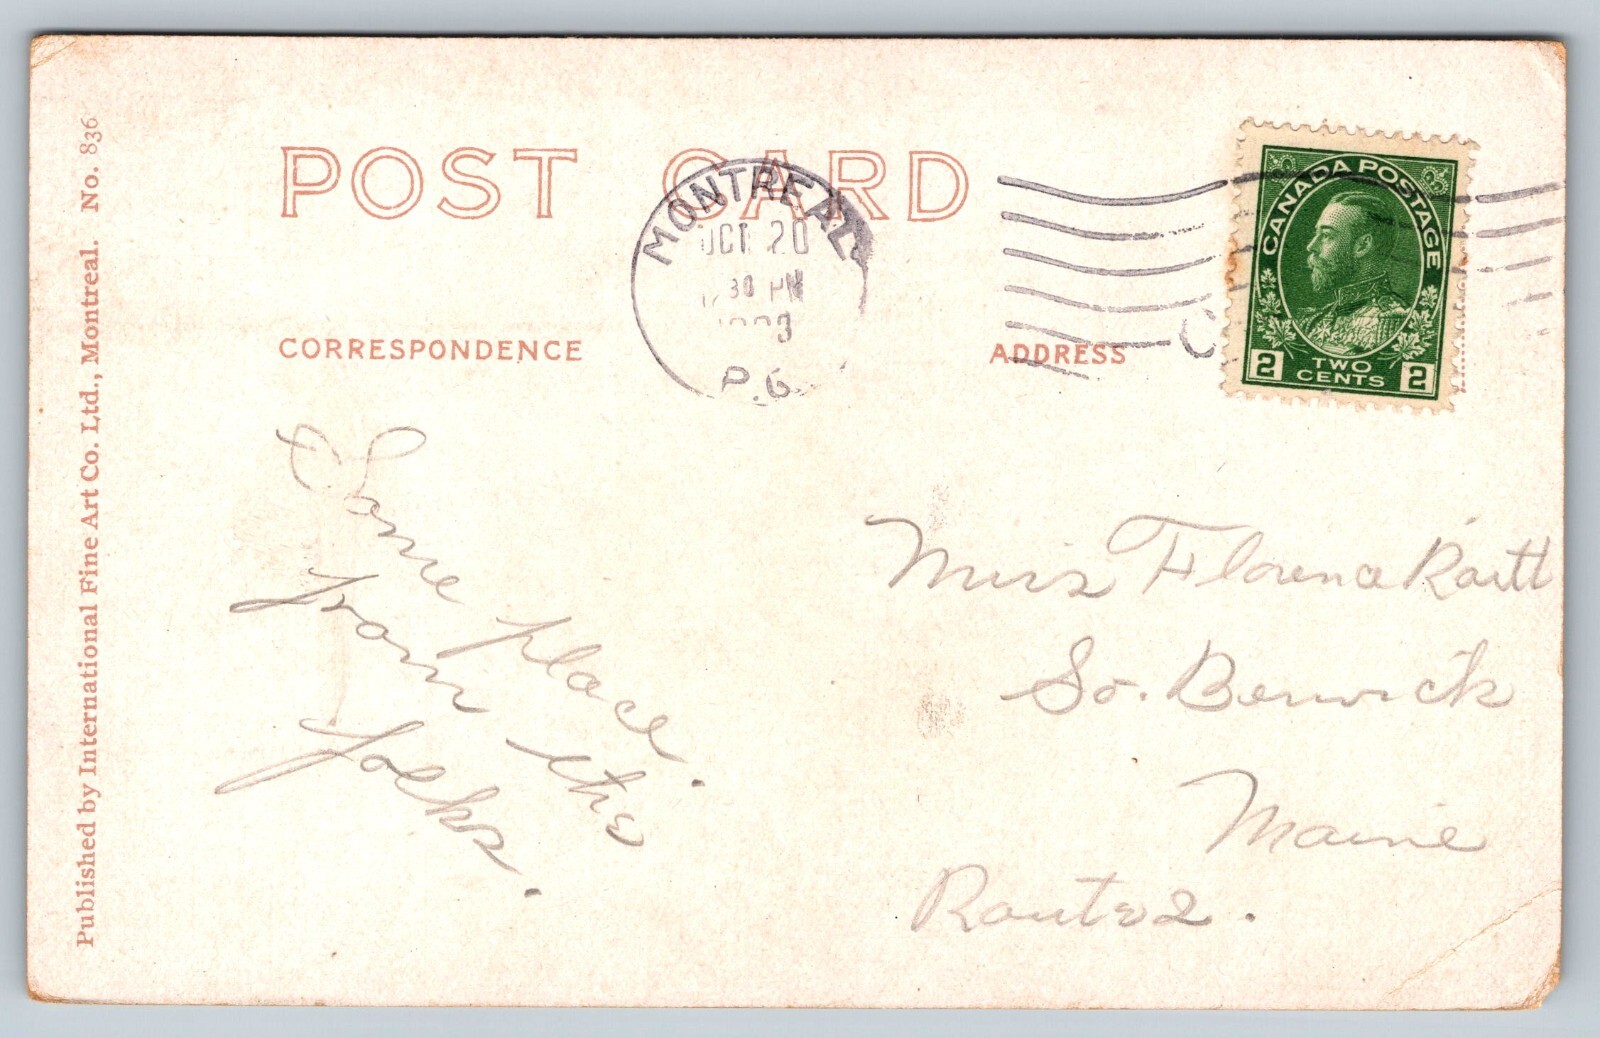 Published by International Fine Art Co. Ltd., Montreal. No. 836
POST CARD
MONTREAL
OCT 20
30 PM
P.Q.
CANADA POSTAGE
2 TWO CENTS 2
CORRESPONDENCE
ADDRESS
Some place.
from the
folks.
Miss Florence Raitt
So. Berwick
Maine
Route 2.